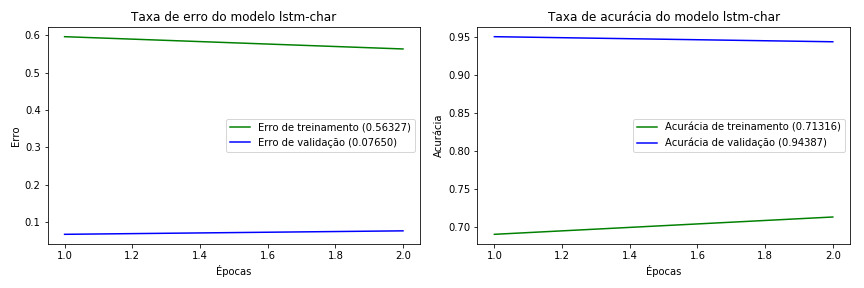 Taxa de erro do modelo lstm-char
0.6
0.5
0.4
0.3
0.2
0.1
Erro
Erro de treinamento (0.56327)
Erro de validação (0.07650)
1.0 1.2 1.4 1.6 1.8 2.0
Épocas
Taxa de acurácia do modelo lstm-char
0.95
0.90
0.85
0.80
0.75
0.70
Acurácia
Acurácia de treinamento (0.71316)
Acurácia de validação (0.94387)
1.0 1.2 1.4 1.6 1.8 2.0
Épocas